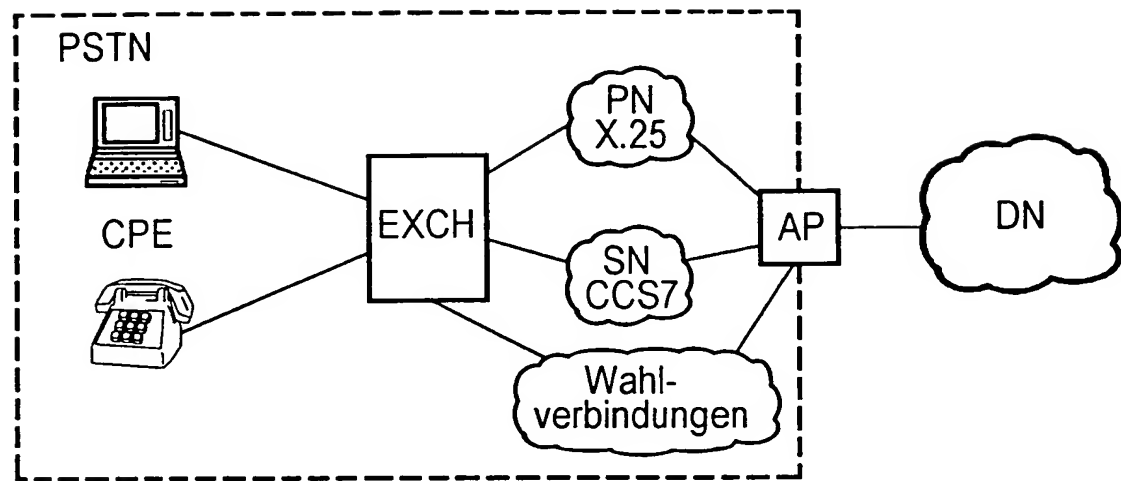 PSTN
CPE
EXCH
PN
X.25
SN
CCS7
Wahl-
verbindungen
AP
DN